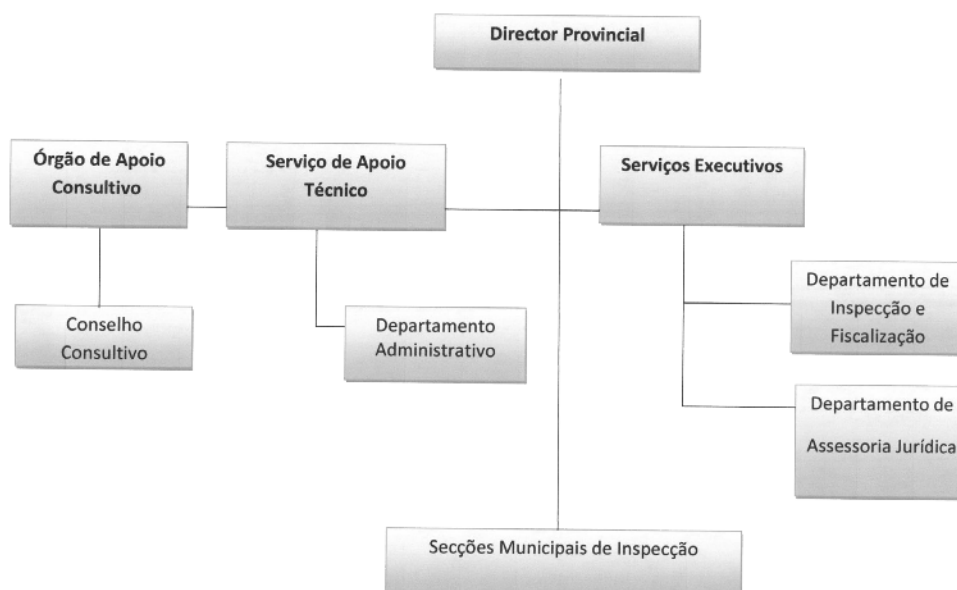 Director Provincial
Órgão de Apoio
Consultivo
Serviço de Apoio
Técnico
Serviços Executivos
Conselho
Consultivo
Departamento
Administrativo
Departamento de
Inspecção e
Fiscalização
Departamento de
Assessoria Jurídica
Secções Municipais de Inspecção